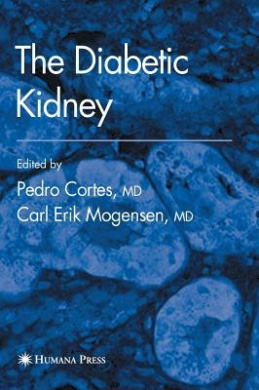 The Diabetic
Kidney
Edited by
Pedro Cortes, MD
Carl Erik Mogensen, MD
HUMANA PRESS